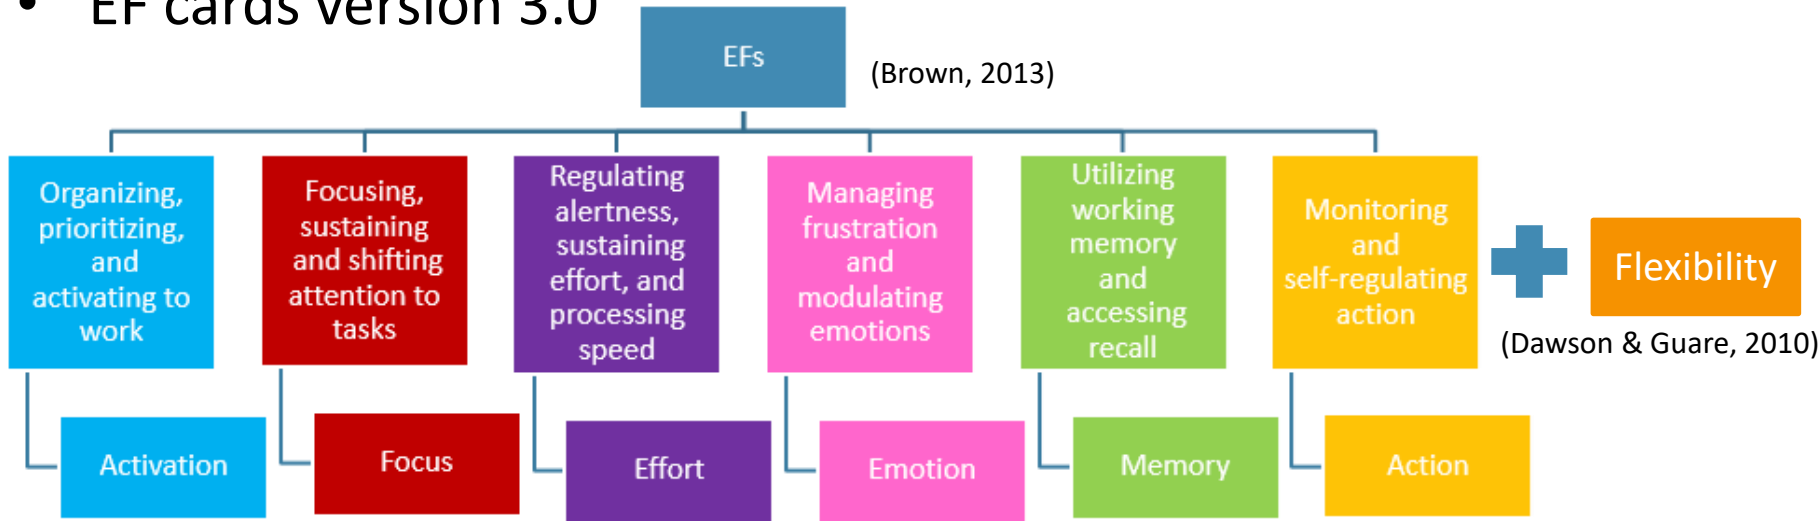 • EF cards version 3.0
EFs
(Brown, 2013)
Organizing,
prioritizing,
and
activating to
work
Focusing,
sustaining
and shifting
attention to
tasks
Regulating
alertness,
sustaining
effort, and
processing
speed
Managing
frustration
and
modulating
emotions
Utilizing
working
memory
and
accessing
recall
Monitoring
and
self-regulating
action
Flexibility
(Dawson & Guare, 2010)
Activation
Focus
Effort
Emotion
Memory
Action